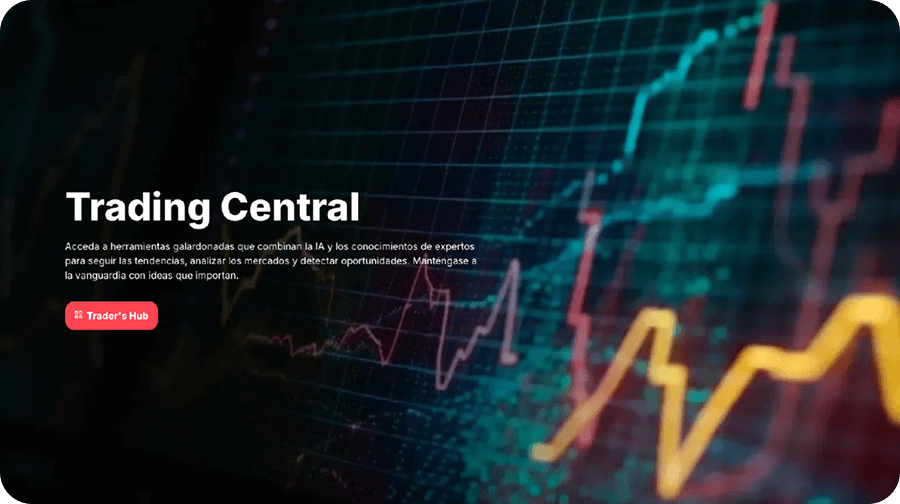 Trading Central
Acceda a herramientas galardonadas que combinan la IA y los conocimientos de expertos
para seguir las tendencias, analizar los mercados y detectar oportunidades. Manténgase a
la vanguardia con ideas que importan.
Trader's Hub